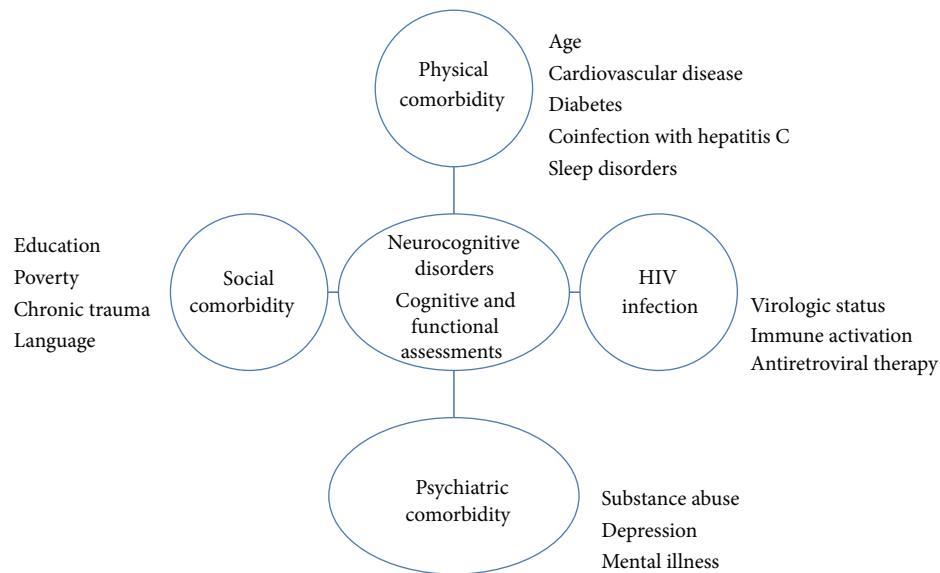 Physical
comorbidity
Age
Cardiovascular disease
Diabetes
Coinfection with hepatitis C
Sleep disorders
Education
Poverty
Chronic trauma
Language
Social
comorbidity
Neurocognitive
disorders
Cognitive and
functional
assessments
HIV
infection
Virologic status
Immune activation
Antiretroviral therapy
Psychiatric
comorbidity
Substance abuse
Depression
Mental illness